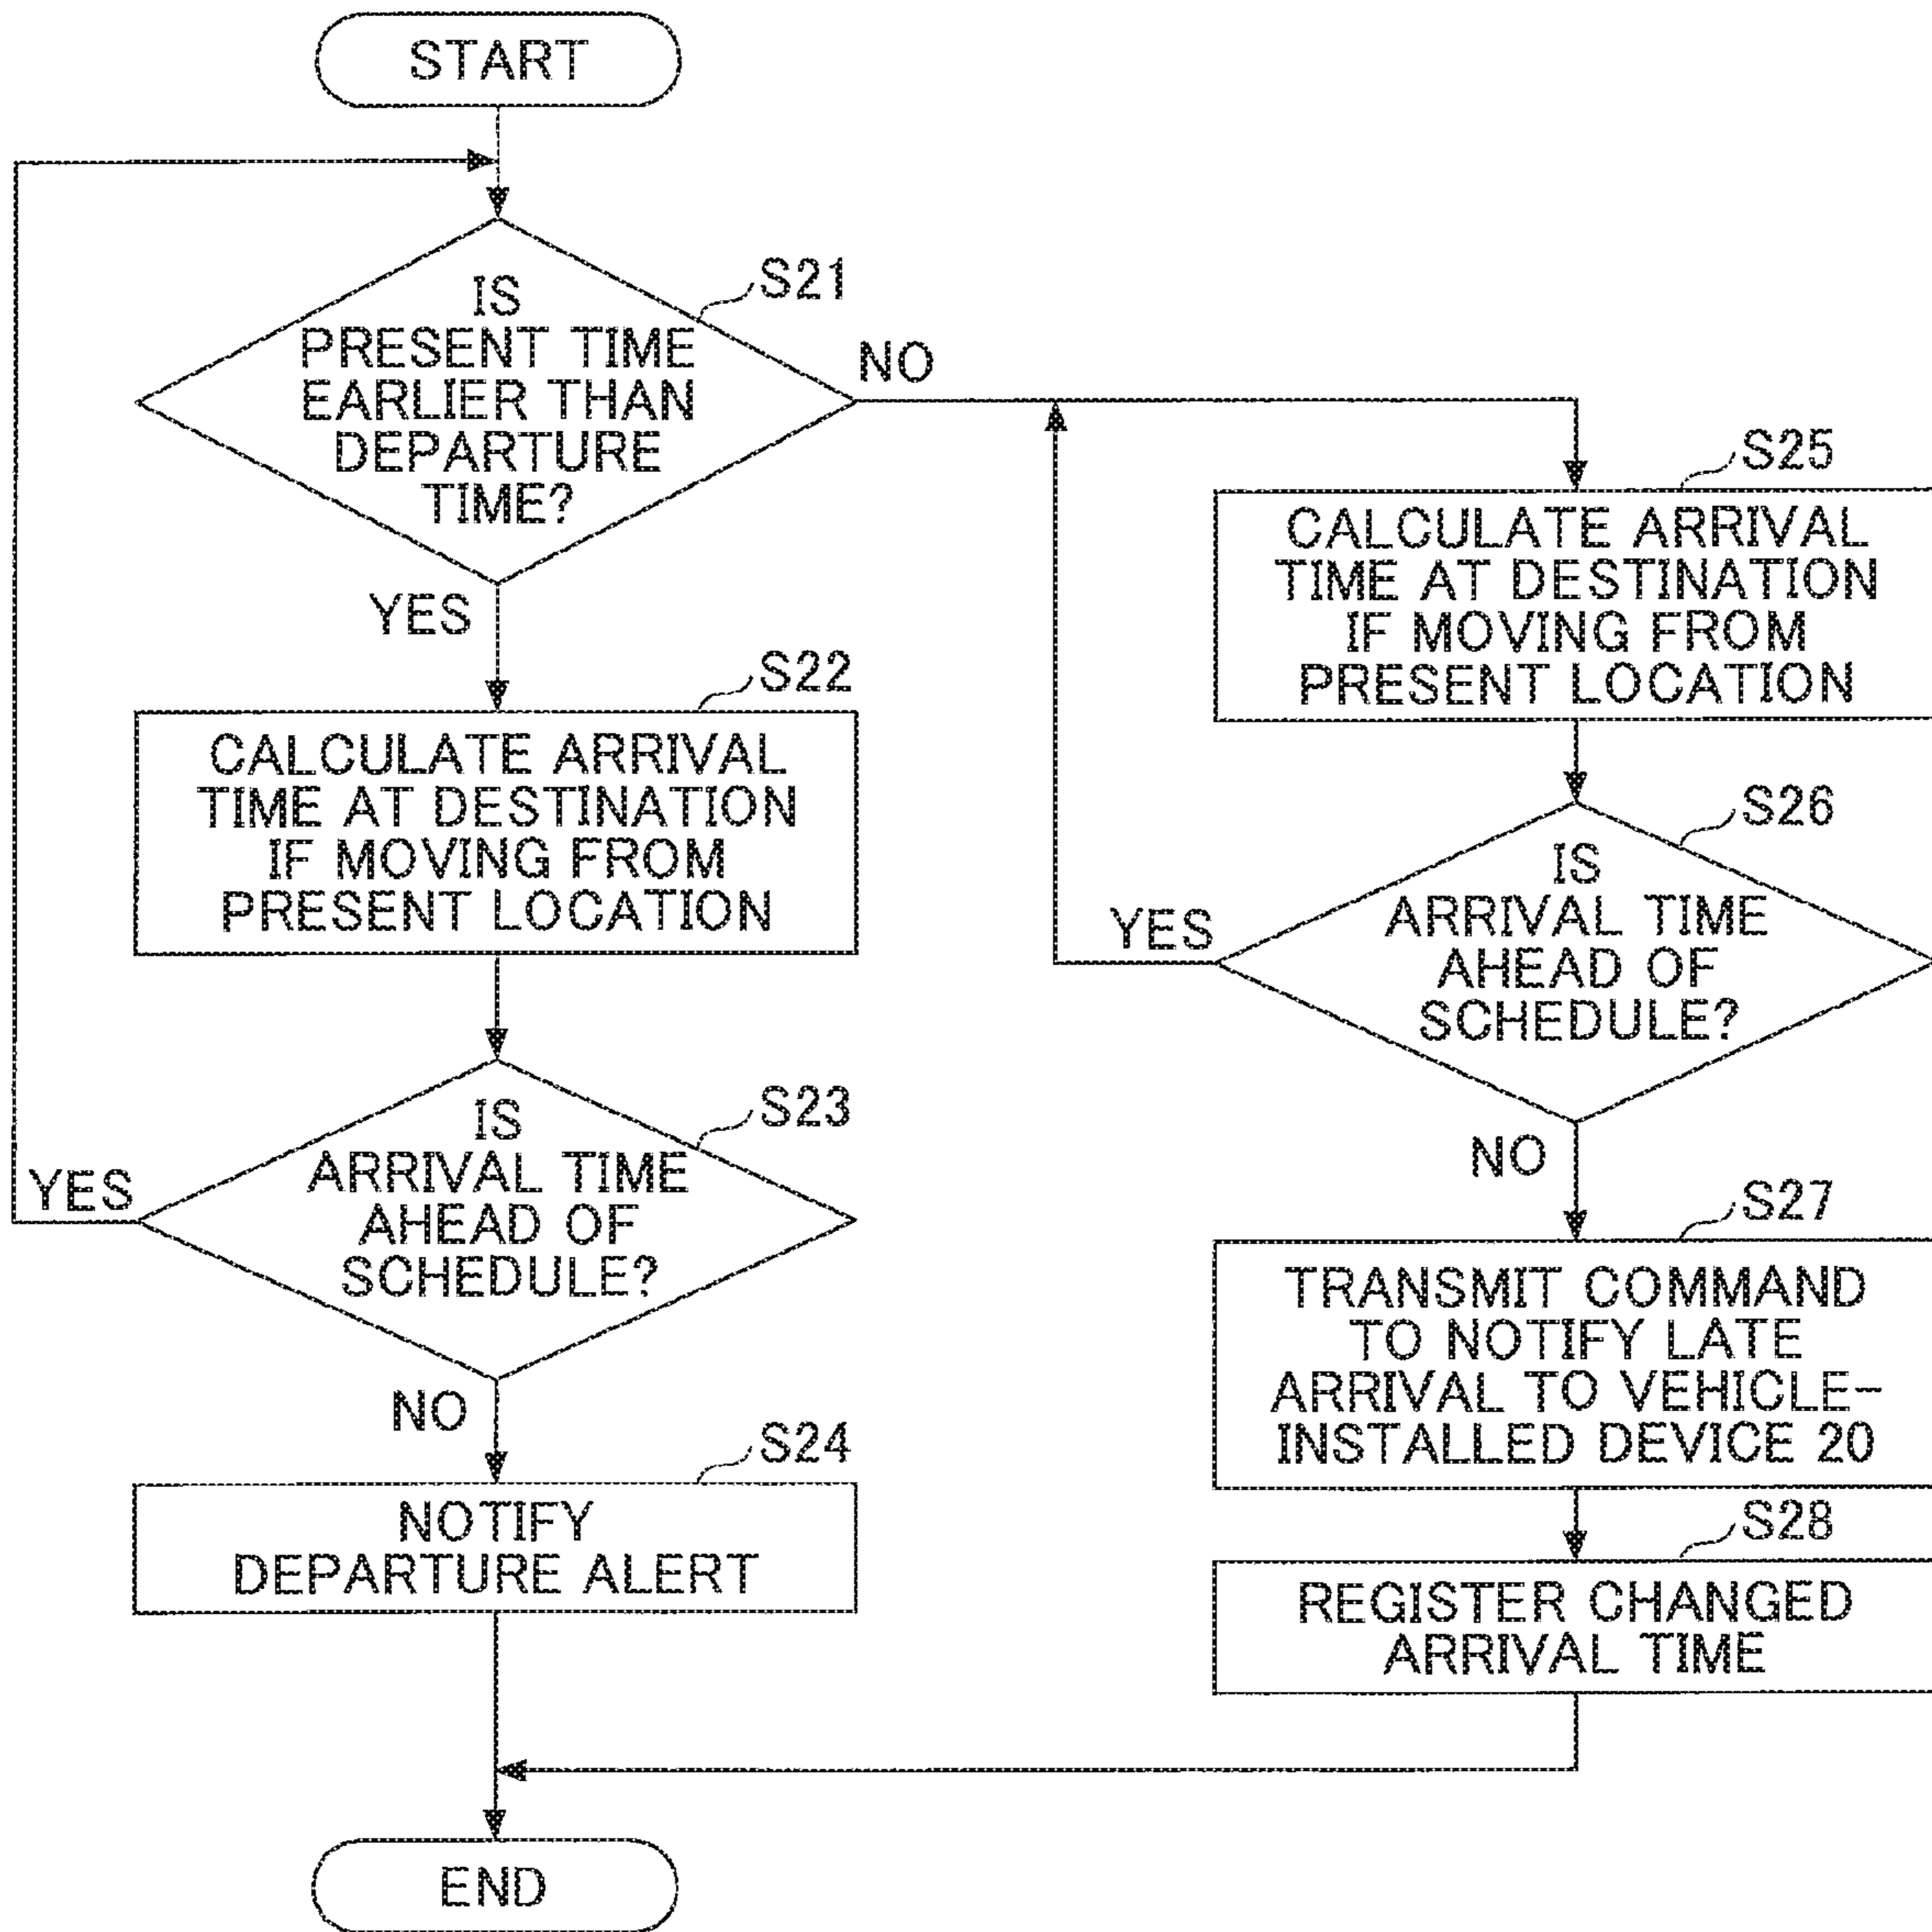 START
S21
IS
PRESENT TIME
EARLIER THAN
DEPARTURE
TIME?
NO
YES
S22
CALCULATE ARRIVAL
TIME AT DESTINATION
IF MOVING FROM
PRESENT LOCATION
S23
IS
ARRIVAL TIME
AHEAD OF
SCHEDULE?
YES
NO
S24
NOTIFY
DEPARTURE ALERT
S25
CALCULATE ARRIVAL
TIME AT DESTINATION
IF MOVING FROM
PRESENT LOCATION
S26
IS
ARRIVAL TIME
AHEAD OF
SCHEDULE?
YES
NO
S27
TRANSMIT COMMAND
TO NOTIFY LATE
ARRIVAL TO VEHICLE-
INSTALLED DEVICE 20
S28
REGISTER CHANGED
ARRIVAL TIME
END